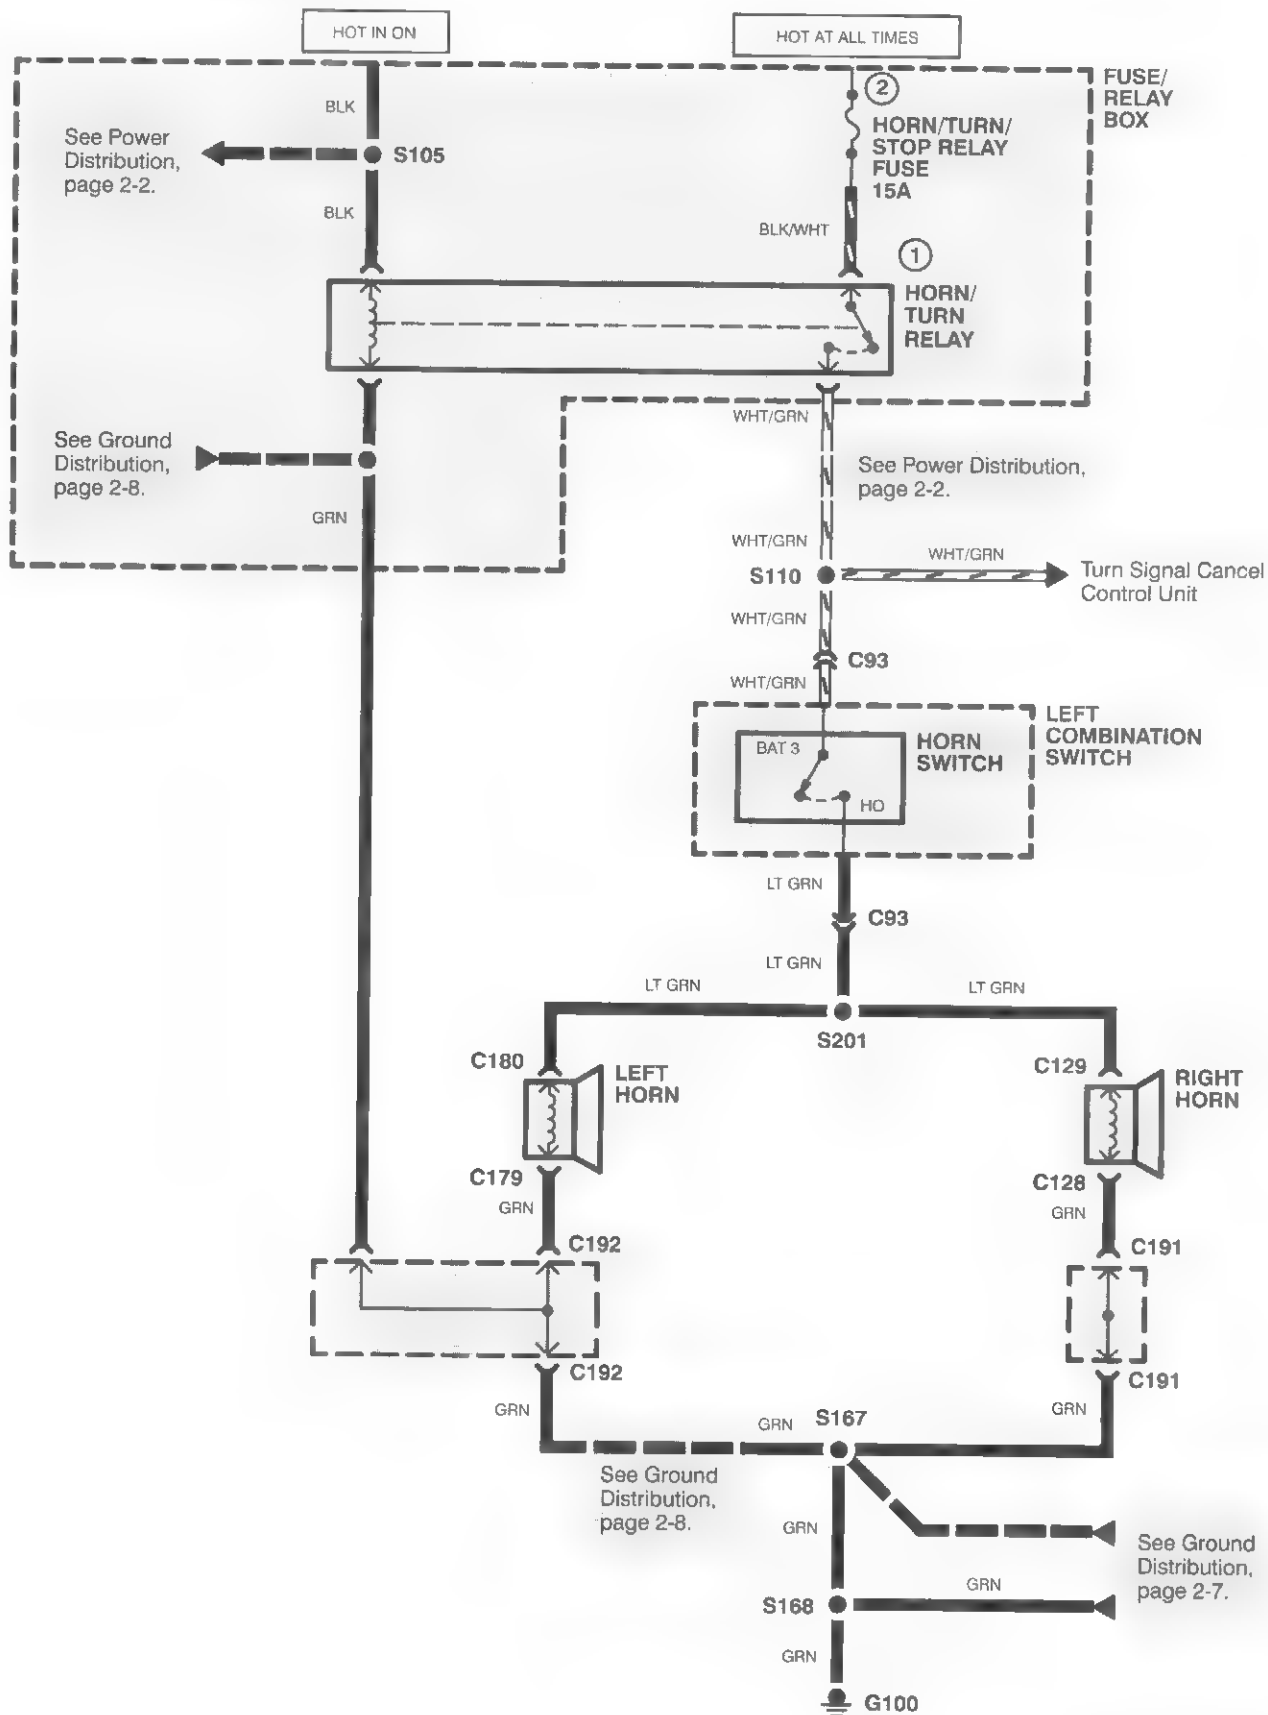 HOT IN ON
HOT AT ALL TIMES
FUSE/
RELAY
BOX
BLK
2
HORN/TURN/
STOP RELAY
FUSE
15A
See Power
Distribution,
page 2-2.
S105
BLK
BLK/WHT
1
HORN/
TURN
RELAY
WHT/GRN
See Ground
Distribution,
page 2-8.
See Power Distribution,
page 2-2.
GRN
WHT/GRN
WHT/GRN
S110
Turn Signal Cancel
Control Unit
WHT/GRN
C93
WHT/GRN
LEFT
COMBINATION
SWITCH
BAT 3
HORN
SWITCH
HO
LT GRN
C93
LT GRN
LT GRN
LT GRN
S201
C180
LEFT
HORN
C129
RIGHT
HORN
C179
C128
GRN
GRN
C192
C191
C192
C191
GRN
GRN
S167
GRN
See Ground
Distribution,
page 2-8.
GRN
See Ground
Distribution,
page 2-7.
GRN
S168
GRN
G100